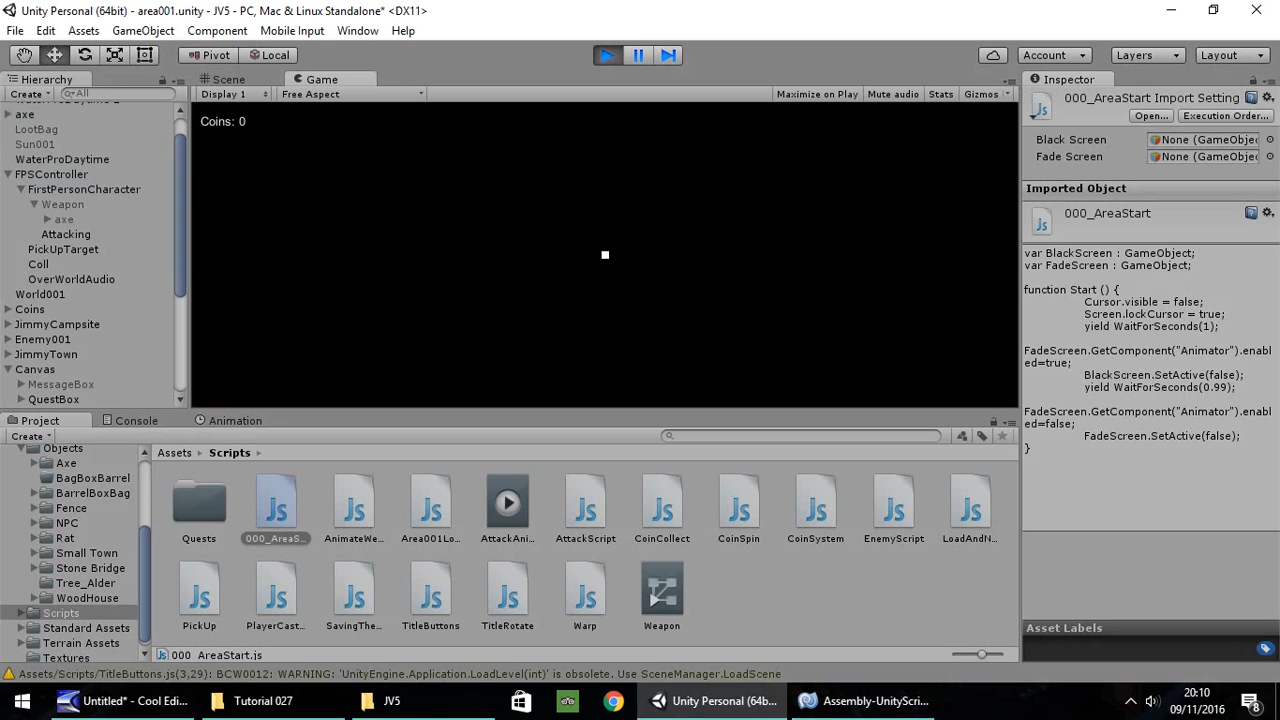 Unity Personal (64bit) - area001.unity - JV5 - PC, Mac & Linux Standalone* <DX11>
File Edit Assets GameObject Component Mobile Input Window Help
Pivot Local Account Layers Layout
Hierarchy
Create All
axe
LootBag
Sun001
WaterProDaytime
FPSController
FirstPersonCharacter
Weapon
axe
Attacking
PickUpTarget
Coll
OverWorldAudio
World001
Coins
JimmyCampsite
Enemy001
JimmyTown
Canvas
MessageBox
QuestBox
Scene Game
Display 1 Free Aspect Maximize on Play Mute audio Stats Gizmos
Coins: 0
Inspector
000_AreaStart Import Setting
Open... Execution Order...
Black Screen None (GameObjec
Fade Screen None (GameObjec
Imported Object
000_AreaStart
var BlackScreen : GameObject;
var FadeScreen : GameObject;
function Start () {
Cursor.visible = false;
Screen.lockCursor = true;
yield WaitForSeconds(1);
FadeScreen.GetComponent("Animator").enabl
ed=true;
BlackScreen.SetActive(false);
yield WaitForSeconds(0.99);
FadeScreen.GetComponent("Animator").enabl
ed=false;
FadeScreen.SetActive(false);
}
Asset Labels
Project Console Animation
Create
Objects
Axe
BagBoxBarrel
BarrelBoxBag
Fence
NPC
Rat
Small Town
Stone Bridge
Tree_Alder
WoodHouse
Scripts
Standard Assets
Terrain Assets
Textures
Assets Scripts
Quests 000_AreaS... AnimateWe... Area001Lo... AttackAni... AttackScript CoinCollect CoinSpin CoinSystem EnemyScript LoadAndN...
PickUp PlayerCast... SavingThe... TitleButtons TitleRotate Warp Weapon
000_AreaStart.js
Assets/Scripts/TitleButtons.js(3,29): BCW0012: WARNING: 'UnityEngine.Application.LoadLevel(int)' is obsolete. Use SceneManager.LoadScene
Untitled* - Cool Edi... Tutorial 027 JV5 Unity Personal (64b... Assembly-UnityScri... 20:10
09/11/2016 8